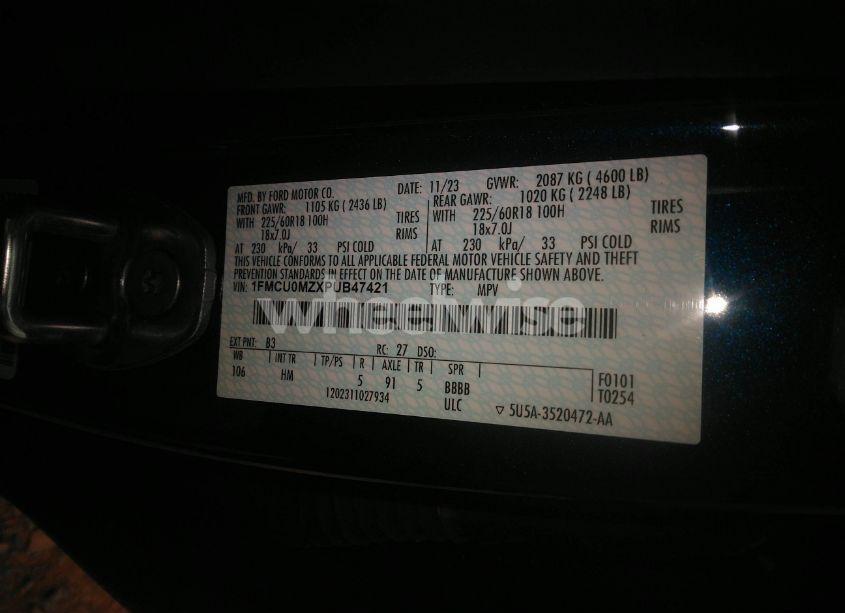 MFD. BY FORD MOTOR CO. DATE: 11/23 GVWR: 2087 KG ( 4600 LB)
FRONT GAWR: 1105 KG ( 2436 LB) REAR GAWR: 1020 KG ( 2248 LB)
WITH 225/60R18 100H TIRES WITH 225/60R18 100H TIRES
18x7.0J RIMS 18x7.0J RIMS
AT 230 kPa/ 33 PSI COLD AT 230 kPa/ 33 PSI COLD
THIS VEHICLE CONFORMS TO ALL APPLICABLE FEDERAL MOTOR VEHICLE SAFETY AND THEFT
PREVENTION STANDARDS IN EFFECT ON THE DATE OF MANUFACTURE SHOWN ABOVE.
VIN: 1FMCU0MZXPUB47421 TYPE: MPV
wheelwise
EXT PNT: B3 RC: 27 DSO:
WB INT TR TP/PS R AXLE TR SPR
106 HM 5 91 5 BBBB F0101
1202311027934 ULC T0254
5U5A-3520472-AA